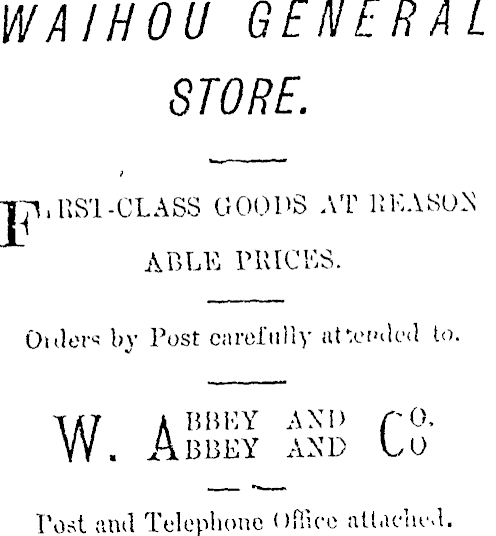 WAIHOU GENERAL
STORE.
FIRST-CLASS GOODS AT REASON
ABLE PRICES.
Orders by Post carefully attended to.
W. ABBEY AND CO.
ABBEY AND CO
Post and Telephone Office attached.